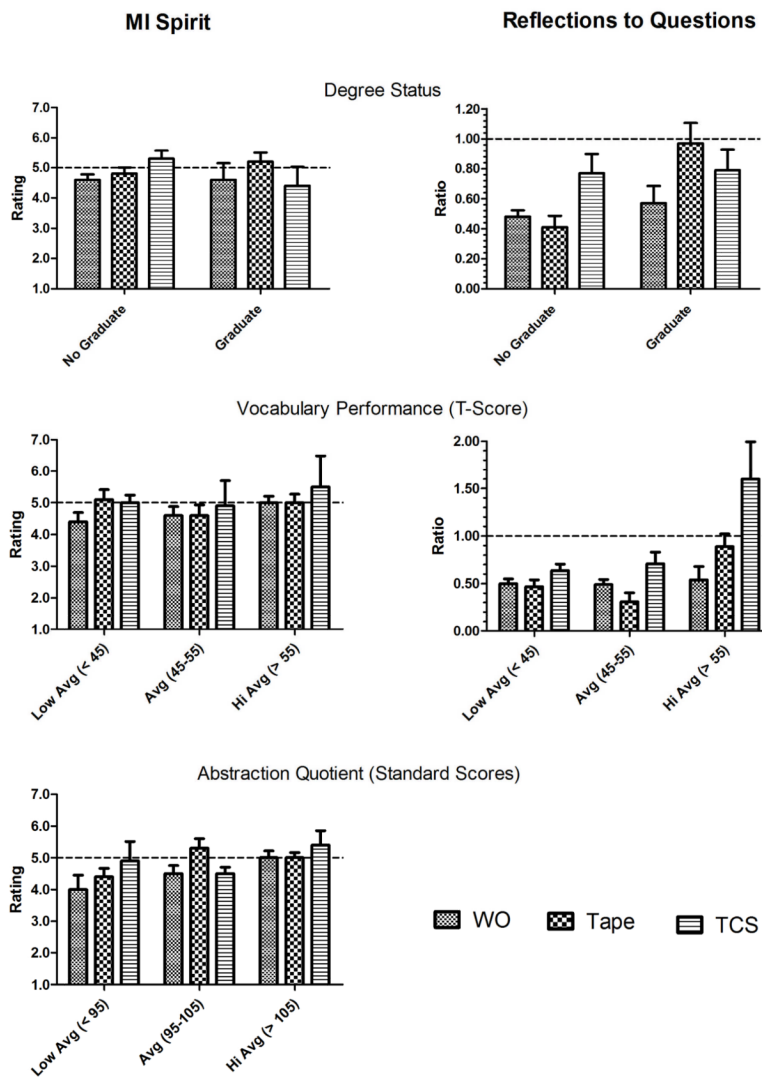 MI Spirit
Reflections to Questions
Degree Status
7.0
6.0
5.0
4.0
3.0
2.0
1.0
Rating
No Graduate
Graduate
1.20
1.00
0.80
0.60
0.40
0.20
0.00
Ratio
No Graduate
Graduate
Vocabulary Performance (T-Score)
7.0
6.0
5.0
4.0
3.0
2.0
1.0
Rating
Low Avg (< 45)
Avg (45-55)
Hi Avg (> 55)
2.00
1.50
1.00
0.50
0.00
Ratio
Low Avg (< 45)
Avg (45-55)
Hi Avg (> 55)
Abstraction Quotient (Standard Scores)
7.0
6.0
5.0
4.0
3.0
2.0
1.0
Rating
Low Avg (< 95)
Avg (95-105)
Hi Avg (> 105)
WO
Tape
TCS